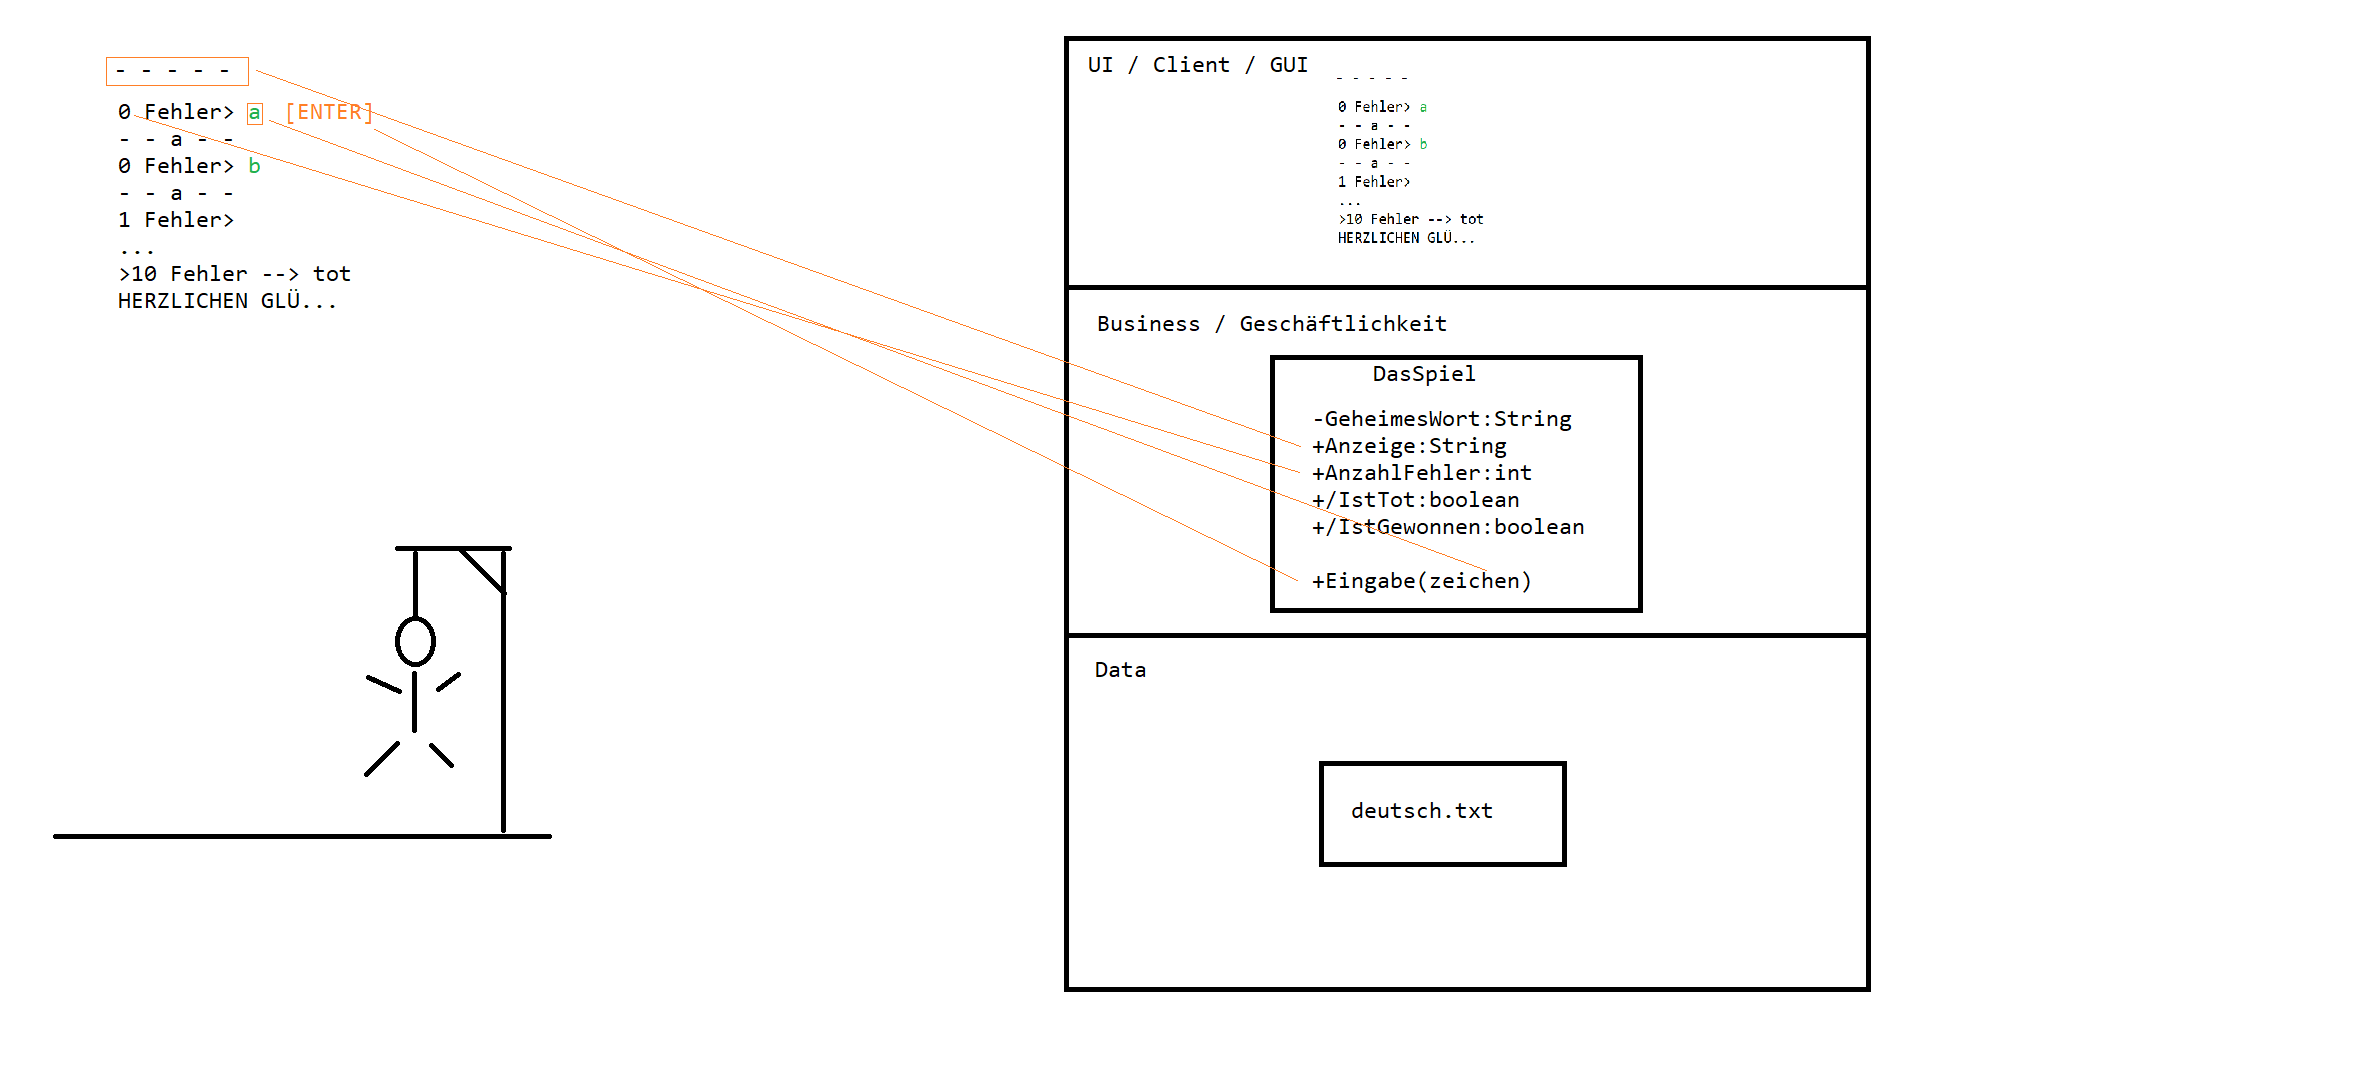 - - - - -
0 Fehler> a [ENTER]
- - a - -
0 Fehler> b
- - a - -
1 Fehler>
...
>10 Fehler --> tot
HERZLICHEN GLÜ...
UI / Client / GUI
- - - - -
0 Fehler> a
- - a - -
0 Fehler> b
- - a - -
1 Fehler>
...
>10 Fehler --> tot
HERZLICHEN GLÜ...
Business / Geschäftlichkeit
DasSpiel
-GeheimesWort:String
+Anzeige:String
+AnzahlFehler:int
+/IstTot:boolean
+/IstGewonnen:boolean
+Eingabe(zeichen)
Data
deutsch.txt